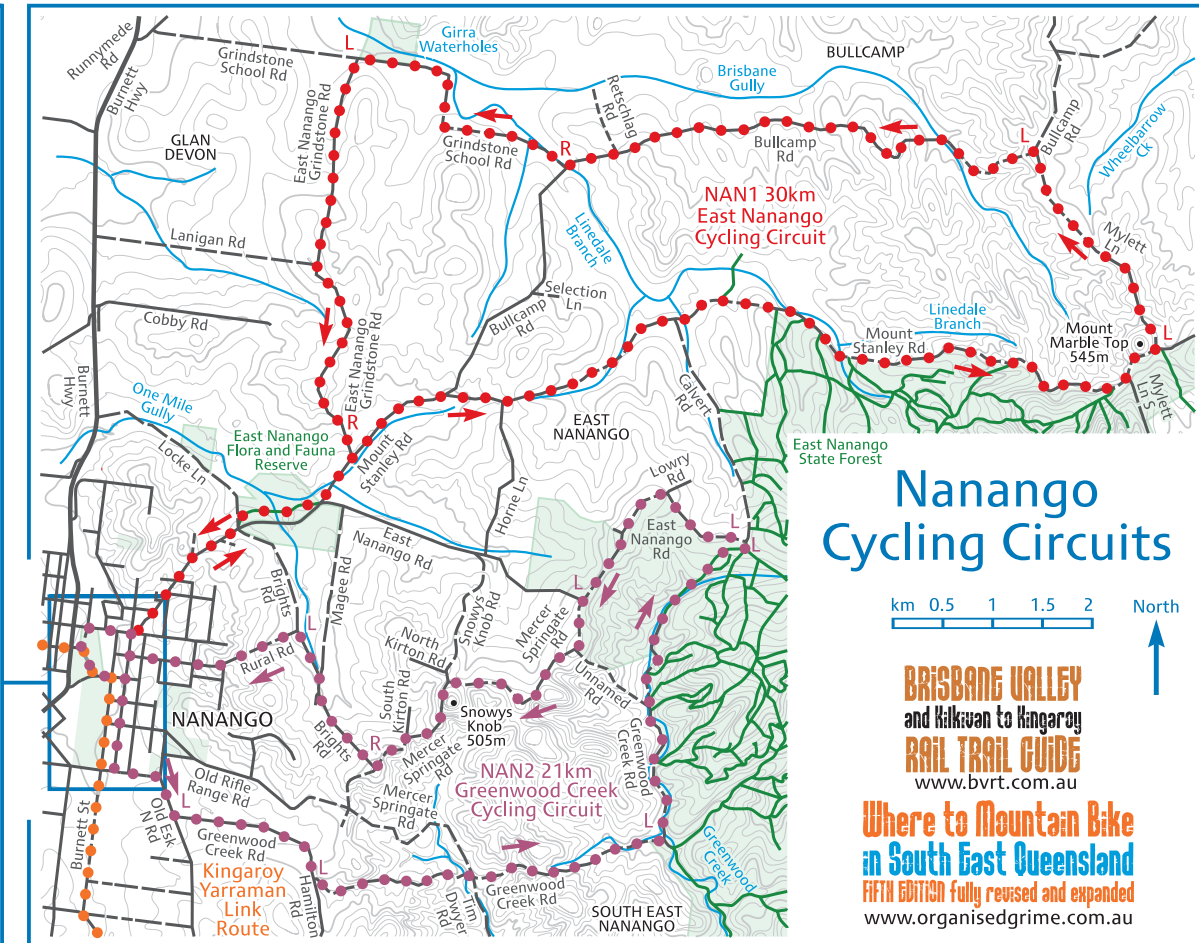 Runnymede
Rd
Burnett
Hwy
L
Grindstone
School Rd
Girra
Waterholes
BULLCAMP
Brisbane
Gully
Retschlag
Rd
Bullcamp
Rd
L
Bullcamp
Rd
Wheelbarrow
Ck
GLAN
DEVON
East Nanango
Grindstone Rd
Grindstone
School Rd
R
NAN1 30km
East Nanango
Cycling Circuit
Linedale
Branch
Mylett
Ln
Lanigan Rd
Selection
Ln
Bullcamp
Rd
Cobby Rd
Linedale
Branch
Mount
Stanley Rd
Mount
Marble Top
545m
L
Mylett
Ln S
East Nanango
Grindstone Rd
Burnett
Hwy
One Mile
Gully
R
Calvert
Rd
EAST
NANANGO
East Nanango
Flora and Fauna
Reserve
Mount
Stanley Rd
East Nanango
State Forest
Locke Ln
Lowry
Rd
Horne Ln
East
Nanango Rd
East
Nanango
Rd
L
L
Nanango
Cycling Circuits
km 0.5 1 1.5 2
North
Brights
Rd
Magee Rd
Snowys
Knob Rd
L
Mercer
Springate
Rd
L
Rural Rd
North
Kirton Rd
South
Kirton Rd
Unnamed
Rd
NANANGO
Snowys
Knob
505m
Brights
Rd
R
Mercer
Springate
Rd
Greenwood
Creek Rd
NAN2 21km
Greenwood Creek
Cycling Circuit
Old Rifle
Range Rd
L
Mercer
Springate Rd
Old Esk
N Rd
Burnett St
Greenwood
Creek Rd
L
L
Greenwood
Creek
Kingaroy
Yarraman
Link
Route
Hamilton
Rd
Tim
Dwyer
Rd
Greenwood
Creek Rd
SOUTH EAST
NANANGO
BRISBANE VALLEY
and Kilkivan to Kingaroy
RAIL TRAIL GUIDE
www.bvrt.com.au
Where to Mountain Bike
in South East Queensland
FIFTH EDITION fully revised and expanded
www.organisedgrime.com.au